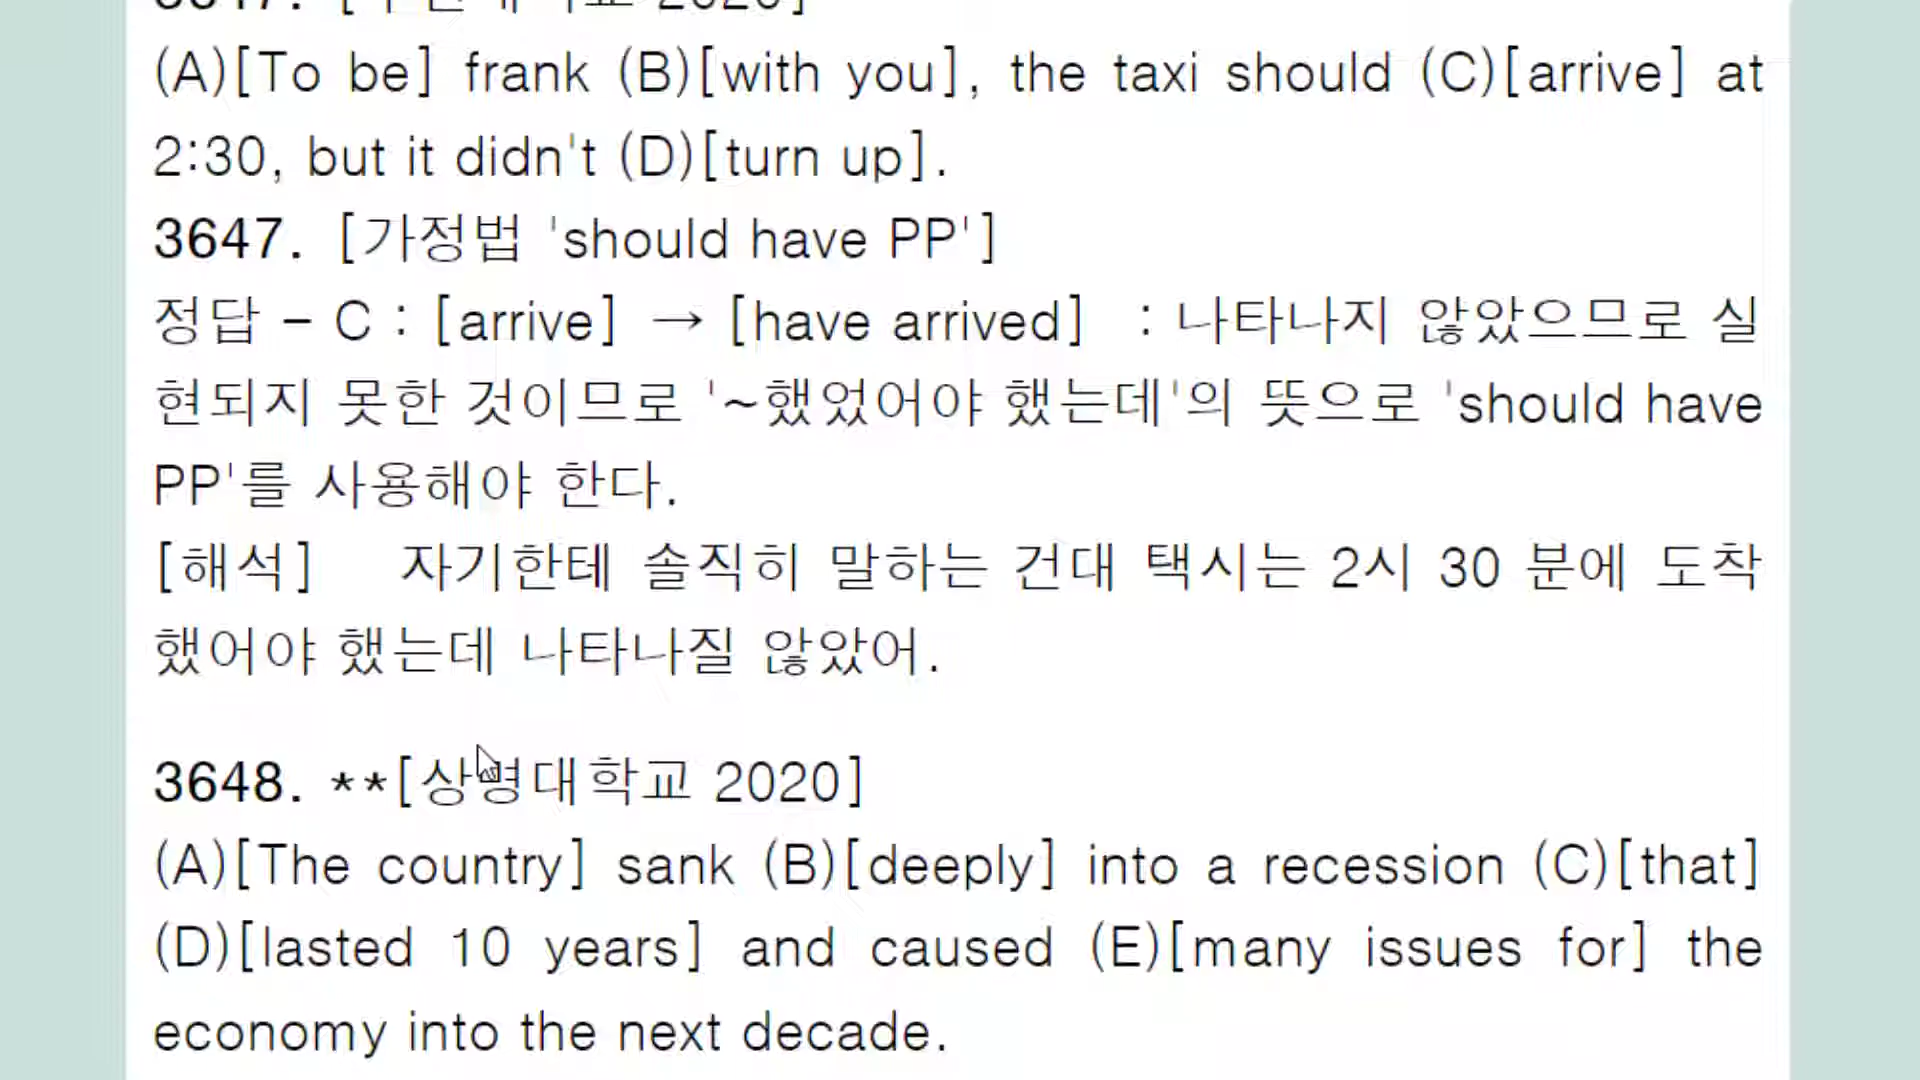 2020]
(A)[To be] frank (B)[with you], the taxi should (C)[arrive] at
2:30, but it didn't (D)[turn up].
3647. [가정법 'should have PP']
정답 – C : [arrive] → [have arrived] : 나타나지 않았으므로 실
현되지 못한 것이므로 '~했었어야 했는데'의 뜻으로 'should have
PP'를 사용해야 한다.
[해석] 자기한테 솔직히 말하는 건대 택시는 2시 30 분에 도착
했어야 했는데 나타나질 않았어.
3648. **[상명대학교 2020]
(A)[The country] sank (B)[deeply] into a recession (C)[that]
(D)[lasted 10 years] and caused (E)[many issues for] the
economy into the next decade.